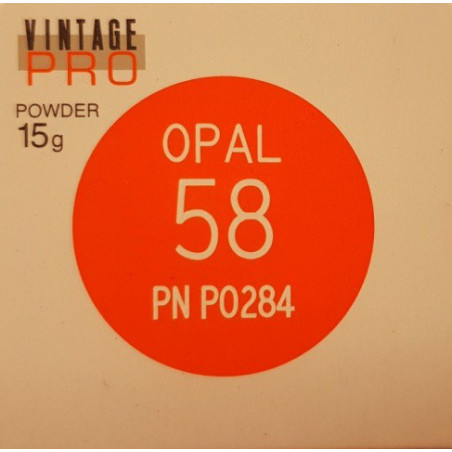 VINTAGE
PRO
POWDER
15g
OPAL
58
PN P0284